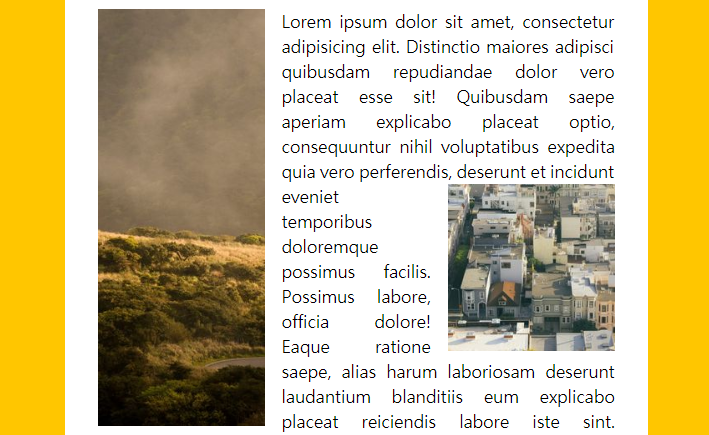 Lorem ipsum dolor sit amet, consectetur
adipisicing elit. Distinctio maiores adipisci
quibusdam repudiandae dolor vero
placeat esse sit! Quibusdam saepe
aperiam explicabo placeat optio,
consequuntur nihil voluptatibus expedita
quia vero perferendis, deserunt et incidunt
eveniet
temporibus
doloremque
possimus facilis.
Possimus labore,
officia dolore!
Eaque ratione
saepe, alias harum laboriosam deserunt
laudantium blanditiis eum explicabo
placeat reiciendis labore iste sint.